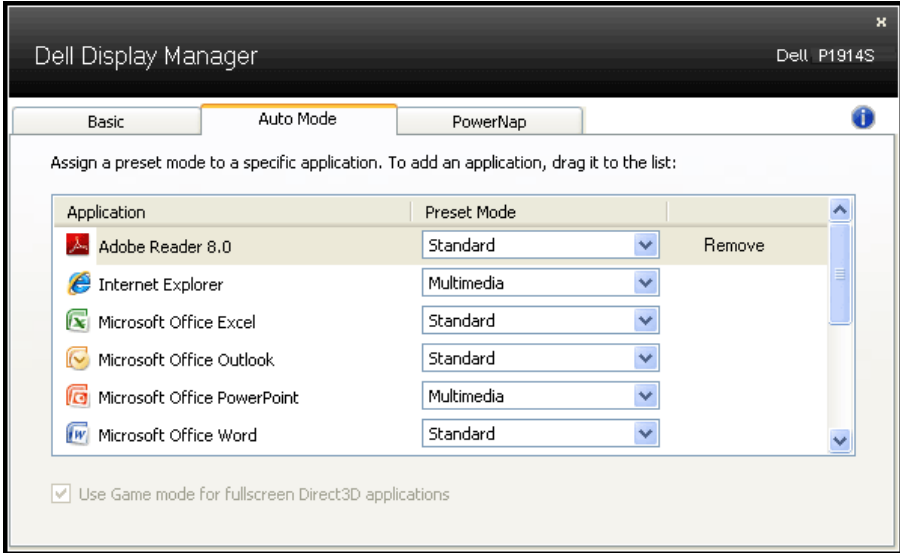 Dell Display Manager
Dell P1914S
Basic
Auto Mode
PowerNap
Assign a preset mode to a specific application. To add an application, drag it to the list:
Application Preset Mode
Adobe Reader 8.0 Standard Remove
Internet Explorer Multimedia
Microsoft Office Excel Standard
Microsoft Office Outlook Standard
Microsoft Office PowerPoint Multimedia
Microsoft Office Word Standard
Use Game mode for fullscreen Direct3D applications